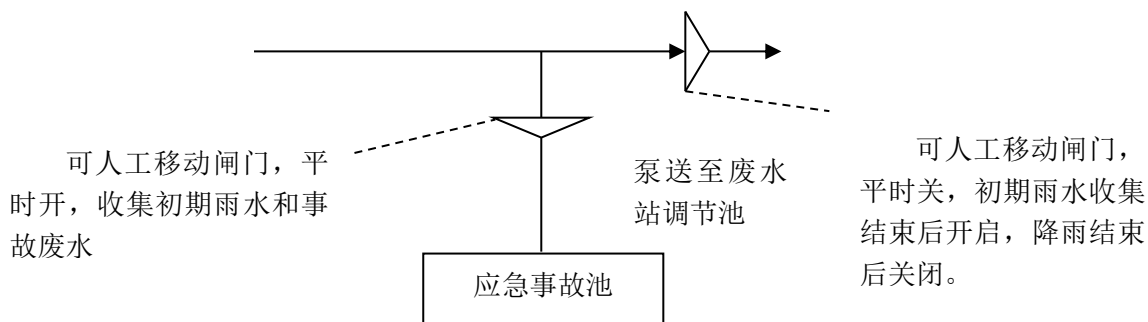 可人工移动闸门，平
时开，收集初期雨水和事
故废水
泵送至废水
站调节池
可人工移动闸门，
平时关，初期雨水收集
结束后开启，降雨结束
后关闭。
应急事故池